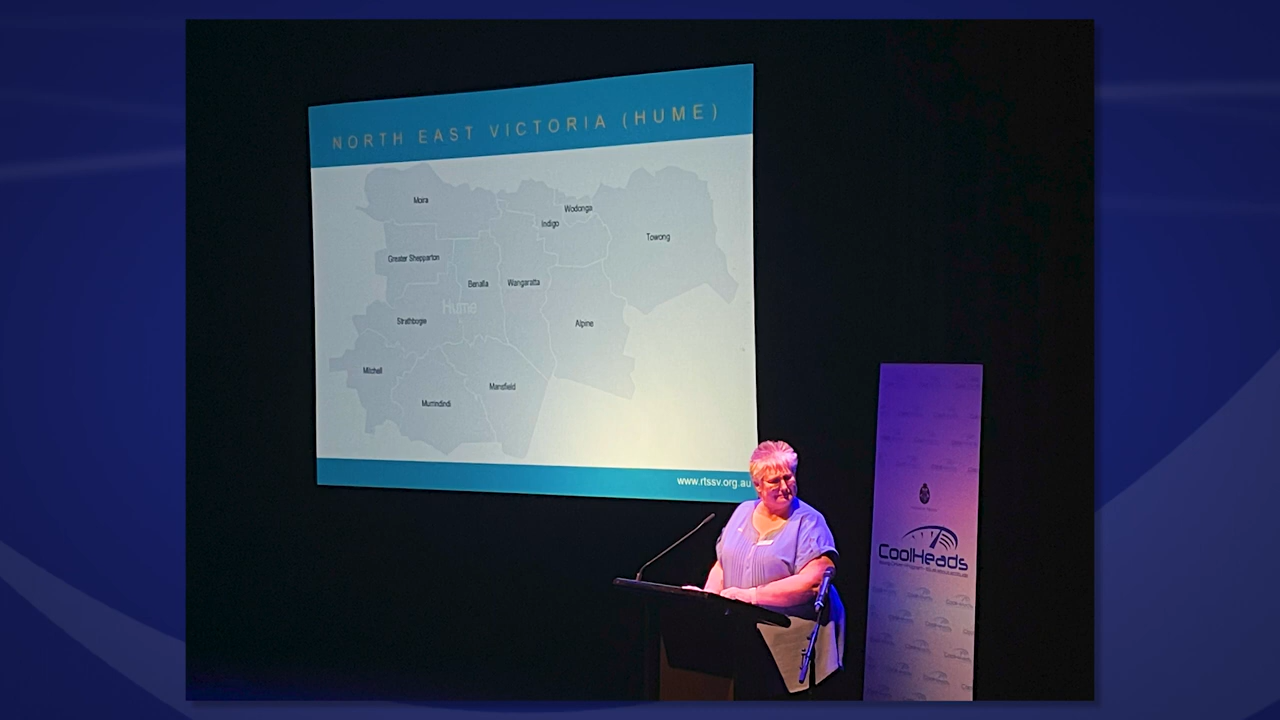 NORTH EAST VICTORIA (HUME)
Moira
Wodonga
Indigo
Towong
Greater Shepparton
Benalla
Wangaratta
Hume
Strathbogie
Alpine
Mitchell
Mansfield
Murrindindi
www.rtssv.org.au
CoolHeads